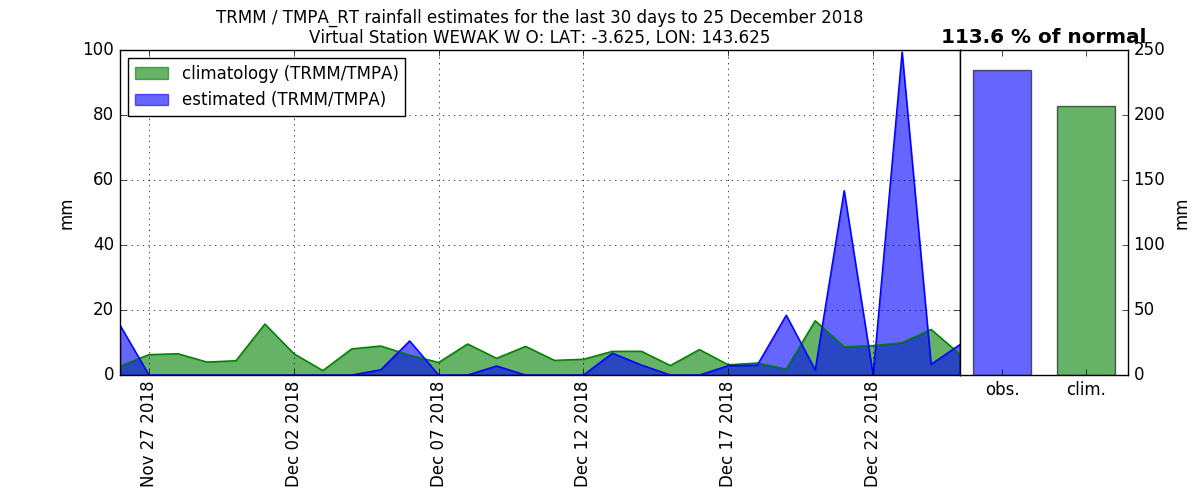 TRMM / TMPA_RT rainfall estimates for the last 30 days to 25 December 2018
Virtual Station WEWAK W O: LAT: -3.625, LON: 143.625
113.6 % of normal
climatology (TRMM/TMPA)
estimated (TRMM/TMPA)
mm
100
80
60
40
20
0
Nov 27 2018
Dec 02 2018
Dec 07 2018
Dec 12 2018
Dec 17 2018
Dec 22 2018
obs.
clim.
250
200
150
100
50
0
mm